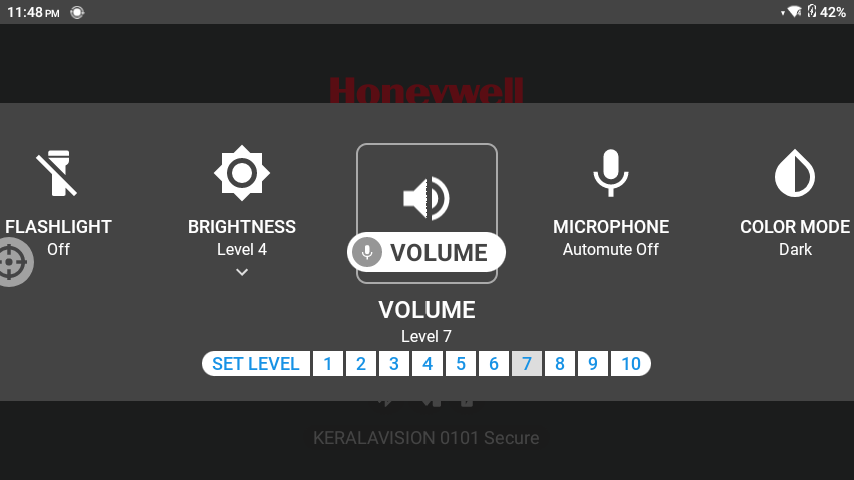 11:48 PM
42%
Honeywell
FLASHLIGHT
Off
BRIGHTNESS
Level 4
VOLUME
MICROPHONE
Automute Off
COLOR MODE
Dark
VOLUME
Level 7
SET LEVEL 1 2 3 4 5 6 7 8 9 10
KERALAVISION 0101 Secure